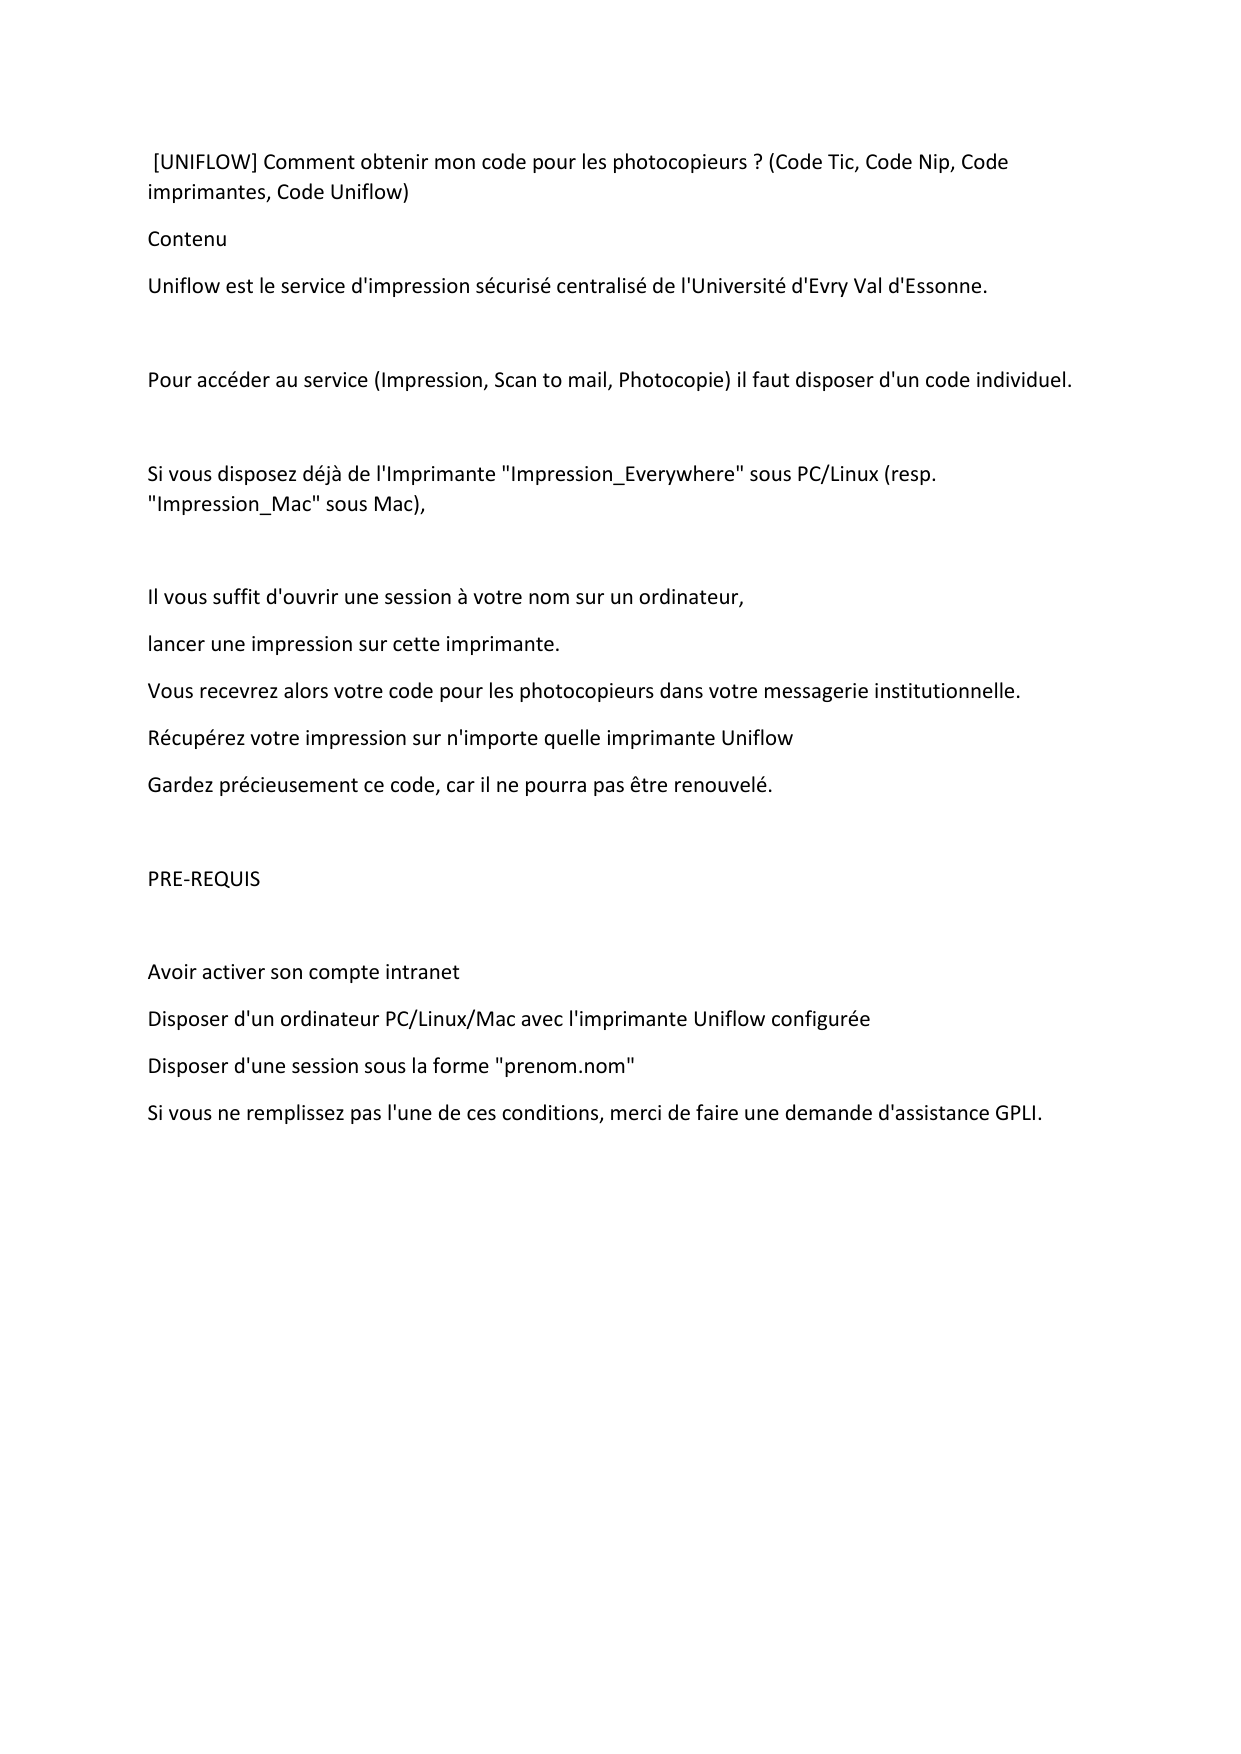 [UNIFLOW] Comment obtenir mon code pour les photocopieurs ? (Code Tic, Code Nip, Code
imprimantes, Code Uniflow)
Contenu
Uniflow est le service d'impression sécurisé centralisé de l'Université d'Evry Val d'Essonne.
Pour accéder au service (Impression, Scan to mail, Photocopie) il faut disposer d'un code individuel.
Si vous disposez déjà de l'Imprimante "Impression_Everywhere" sous PC/Linux (resp.
"Impression_Mac" sous Mac),
Il vous suffit d'ouvrir une session à votre nom sur un ordinateur,
lancer une impression sur cette imprimante.
Vous recevrez alors votre code pour les photocopieurs dans votre messagerie institutionnelle.
Récupérez votre impression sur n'importe quelle imprimante Uniflow
Gardez précieusement ce code, car il ne pourra pas être renouvelé.
PRE-REQUIS
Avoir activer son compte intranet
Disposer d'un ordinateur PC/Linux/Mac avec l'imprimante Uniflow configurée
Disposer d'une session sous la forme "prenom.nom"
Si vous ne remplissez pas l'une de ces conditions, merci de faire une demande d'assistance GPLI.